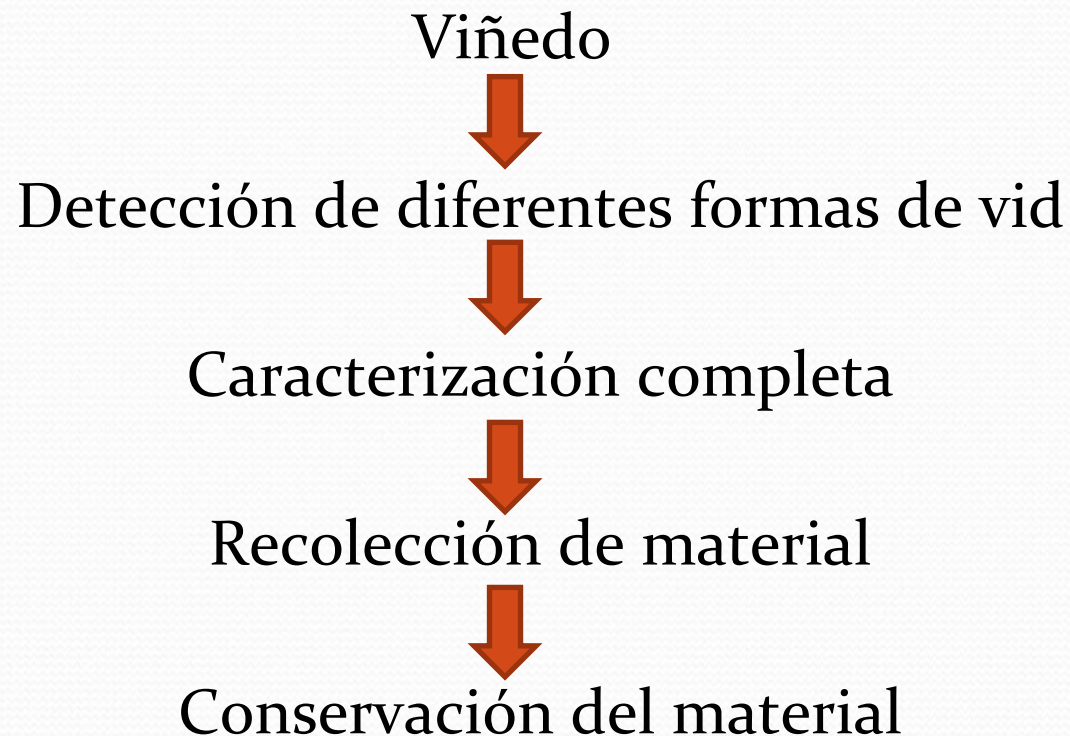 Viñedo
Detección de diferentes formas de vid
Caracterización completa
Recolección de material
Conservación del material